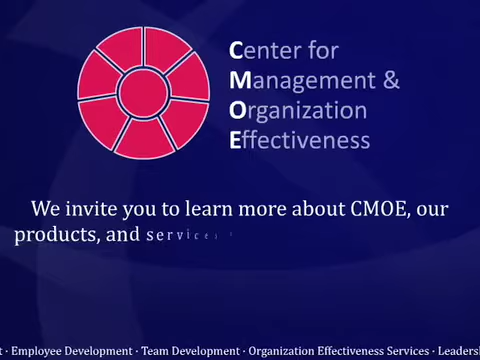 Center for
Management &
Organization
Effectiveness
We invite you to learn more about CMOE, our
products, and services
· Employee Development · Team Development · Organization Effectiveness Services ·